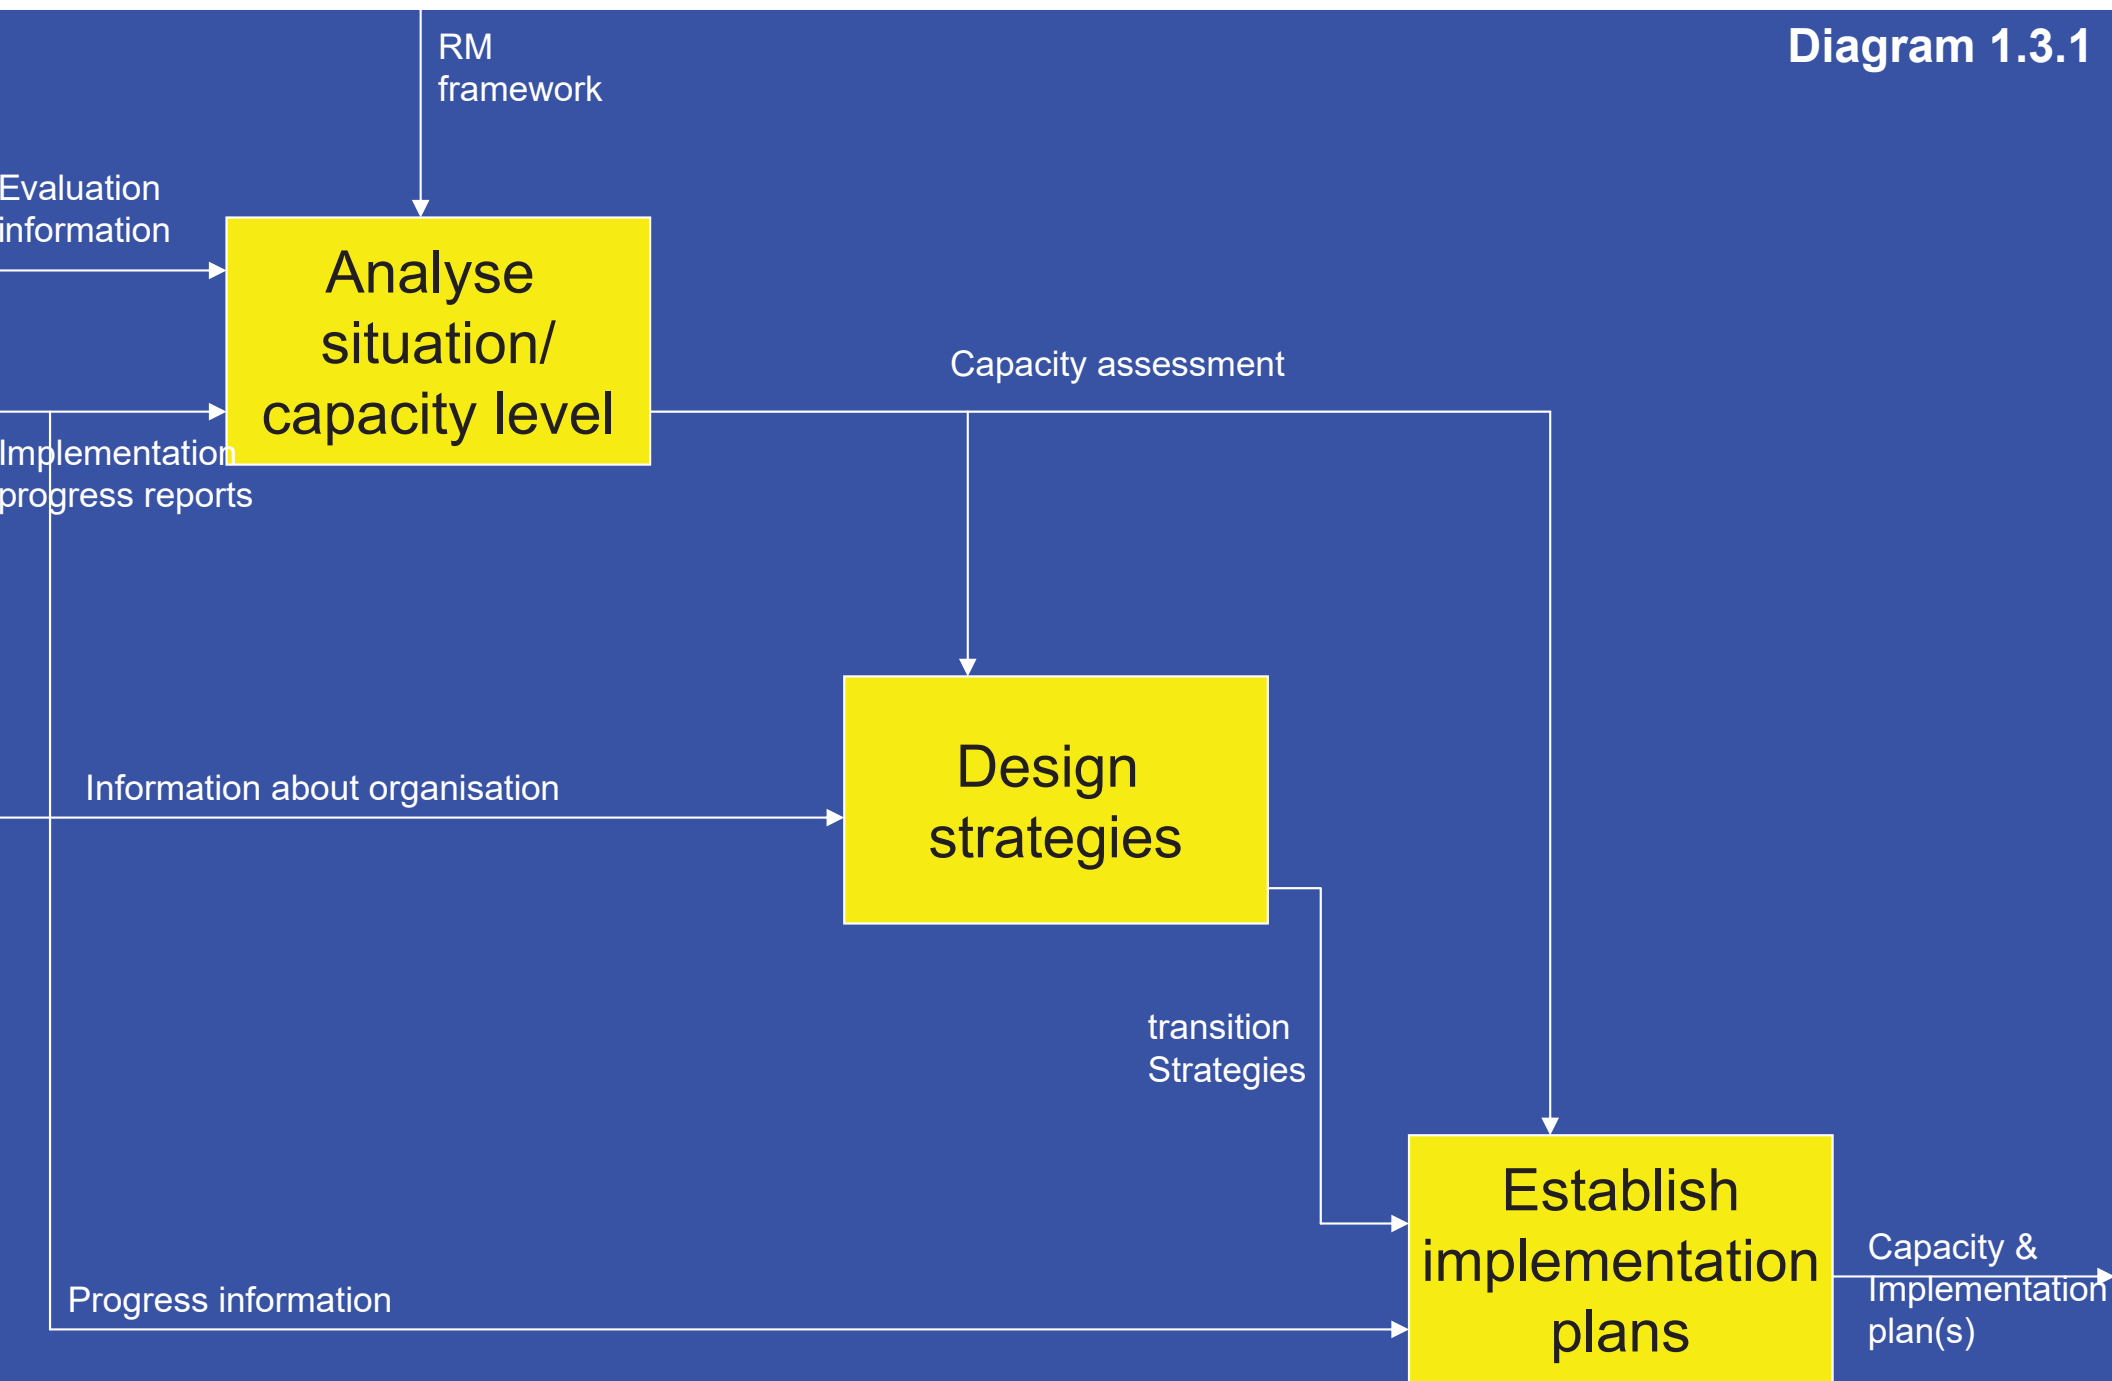 RM
framework
Diagram 1.3.1
Evaluation
information
Analyse
situation/
capacity level
Capacity assessment
Implementation
progress reports
Design
strategies
Information about organisation
transition
Strategies
Establish
implementation
plans
Capacity &
Implementation
plan(s)
Progress information